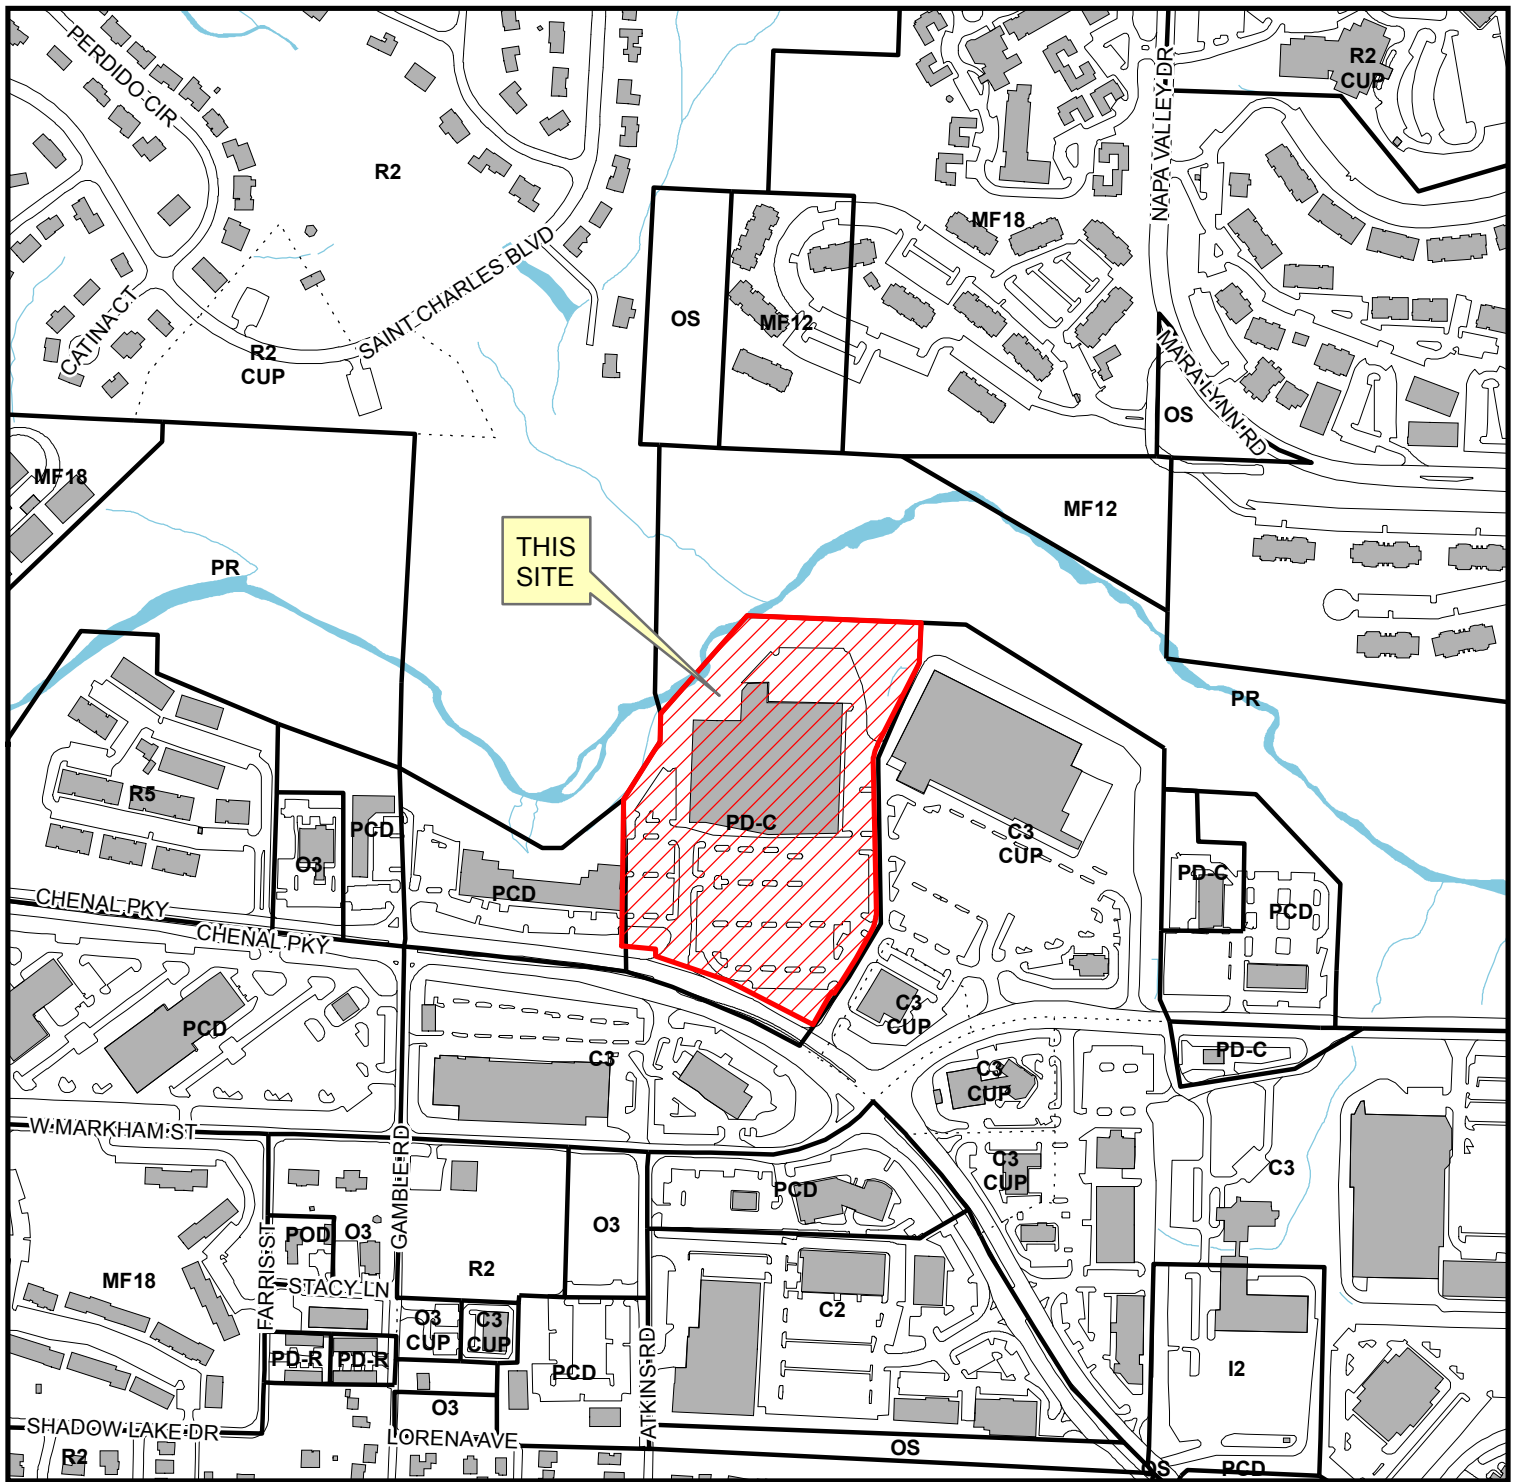 PERDIDO CIR
R2
CUP
NAPA VALLEY DR
R2
MF18
SAINT CHARLES BLVD
CATINA CT
OS
MF12
R2
CUP
MARA LYNN RD
OS
MF18
MF12
THIS
SITE
PR
PR
R5
PCD
O3
PD-C
C3
CUP
PD-C
PCD
PCD
CHENAL PKY
CHENAL PKY
C3
CUP
PCD
C3
PD-C
C3
CUP
W MARKHAM ST
GAMBLE RD
C3
CUP
C3
PCD
FARRIS ST
POD
O3
O3
R2
MF18
STACY LN
C2
O3
CUP
C3
CUP
PD-R
PD-R
PCD
ATKINS RD
I2
O3
SHADOW LAKE DR
LORENA AVE
R2
OS
OS
PCD